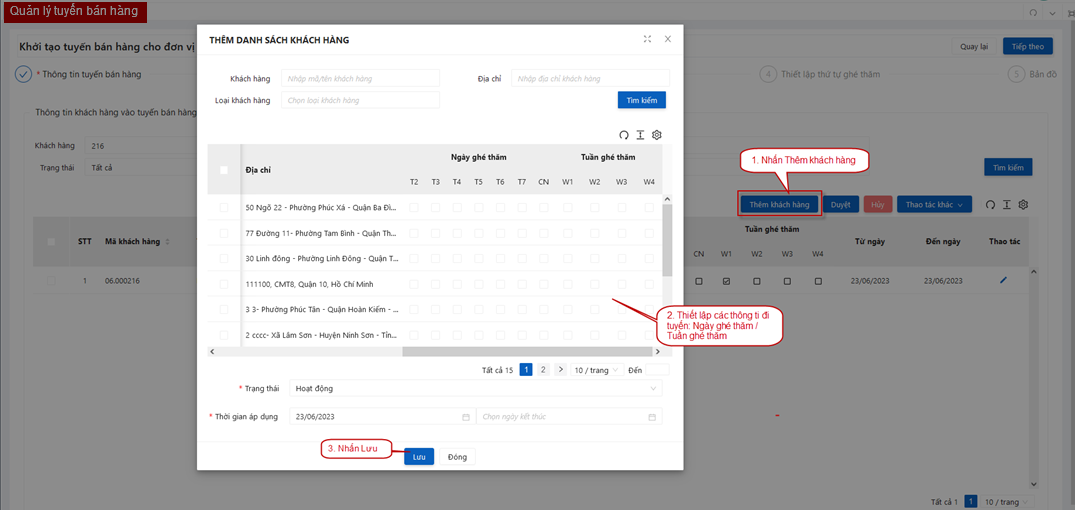 Quản lý tuyến bán hàng
Khởi tạo tuyến bán hàng cho đơn vị
Quay lại
Tiếp theo
* Thông tin tuyến bán hàng
4 Thiết lập thứ tự ghé thăm
5 Bản đồ
Thông tin khách hàng vào tuyến bán hàng
Khách hàng 216
Trạng thái Tất cả
Tìm kiếm
Thêm khách hàng
Duyệt
Hủy
Thao tác khác
STT Mã khách hàng
Tuần ghé thăm
CN W1 W2 W3 W4
Từ ngày Đến ngày Thao tác
1 06.000216
23/06/2023 23/06/2023
Tất cả 1 1 10 / trang
THÊM DANH SÁCH KHÁCH HÀNG
Khách hàng Nhập mã/tên khách hàng
Địa chỉ Nhập địa chỉ khách hàng
Loại khách hàng Chọn loại khách hàng
Tìm kiếm
Địa chỉ
Ngày ghé thăm Tuần ghé thăm
T2 T3 T4 T5 T6 T7 CN W1 W2 W3 W4
50 Ngõ 22 - Phường Phúc Xá - Quận Ba Đì...
77 Đường 11- Phường Tam Bình - Quận Th...
30 Linh đông - Phường Linh Đông - Quận T...
111100, CMT8, Quận 10, Hồ Chí Minh
3 3- Phường Phúc Tân - Quận Hoàn Kiếm - ...
2 cccc- Xã Lâm Sơn - Huyện Ninh Sơn - Tỉn...
Tất cả 15 1 2 > 10 / trang Đến
* Trạng thái Hoạt động
* Thời gian áp dụng 23/06/2023 Chọn ngày kết thúc
Lưu
Đóng
1. Nhấn Thêm khách hàng
2. Thiết lập các thông ti đi
tuyến: Ngày ghé thăm /
Tuần ghé thăm
3. Nhấn Lưu